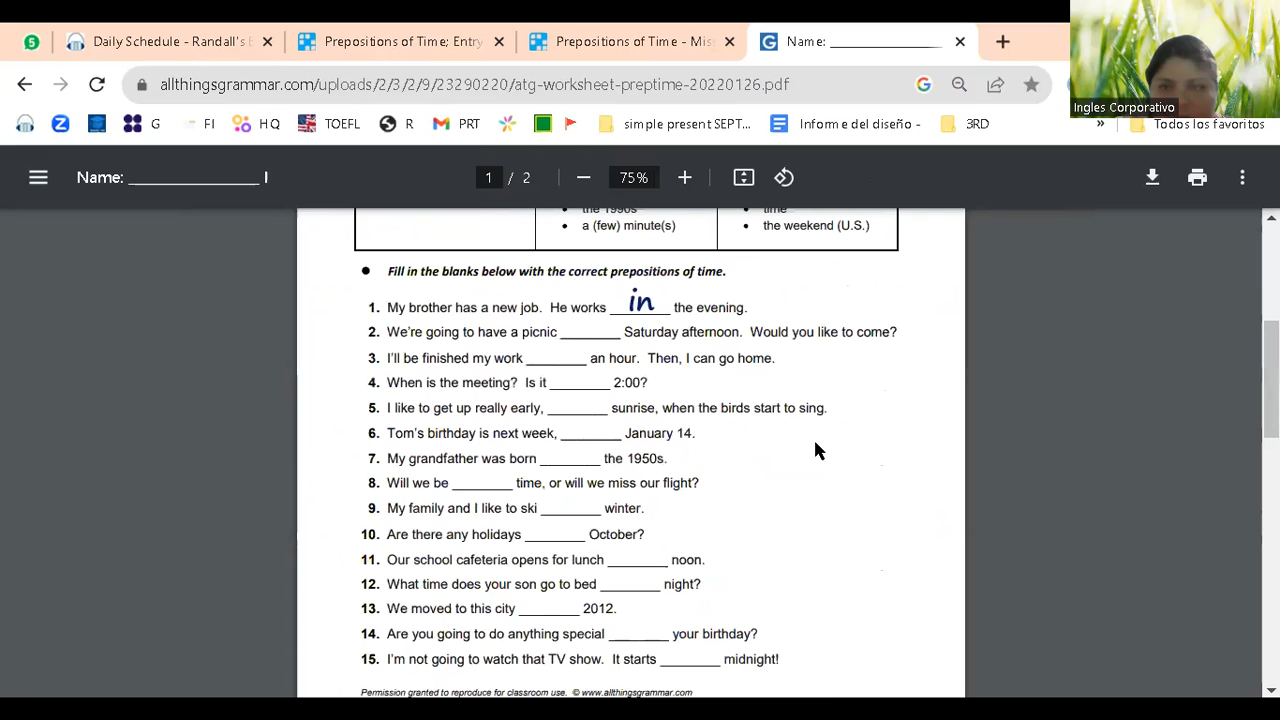 5
Daily Schedule - Randall's E
Prepositions of Time; Entry
Prepositions of Time - Mis
Name: ______________
allthingsgrammar.com/uploads/2/3/2/9/23290220/atg-worksheet-preptime-20220126.pdf
Ingles Corporativo
G
FI
HQ
TOEFL
R
PRT
simple present SEPT...
Informe del diseño -
3RD
»
Todos los favoritos
Name: ______________ I
1 / 2
75%
• the 1990s
• time
• a (few) minute(s)
• the weekend (U.S.)
● Fill in the blanks below with the correct prepositions of time.
1. My brother has a new job. He works in the evening.
2. We're going to have a picnic ________ Saturday afternoon. Would you like to come?
3. I'll be finished my work ________ an hour. Then, I can go home.
4. When is the meeting? Is it ________ 2:00?
5. I like to get up really early, ________ sunrise, when the birds start to sing.
6. Tom's birthday is next week, ________ January 14.
7. My grandfather was born ________ the 1950s.
8. Will we be ________ time, or will we miss our flight?
9. My family and I like to ski ________ winter.
10. Are there any holidays ________ October?
11. Our school cafeteria opens for lunch ________ noon.
12. What time does your son go to bed ________ night?
13. We moved to this city ________ 2012.
14. Are you going to do anything special ________ your birthday?
15. I'm not going to watch that TV show. It starts ________ midnight!
Permission granted to reproduce for classroom use. © www.allthingsgrammar.com